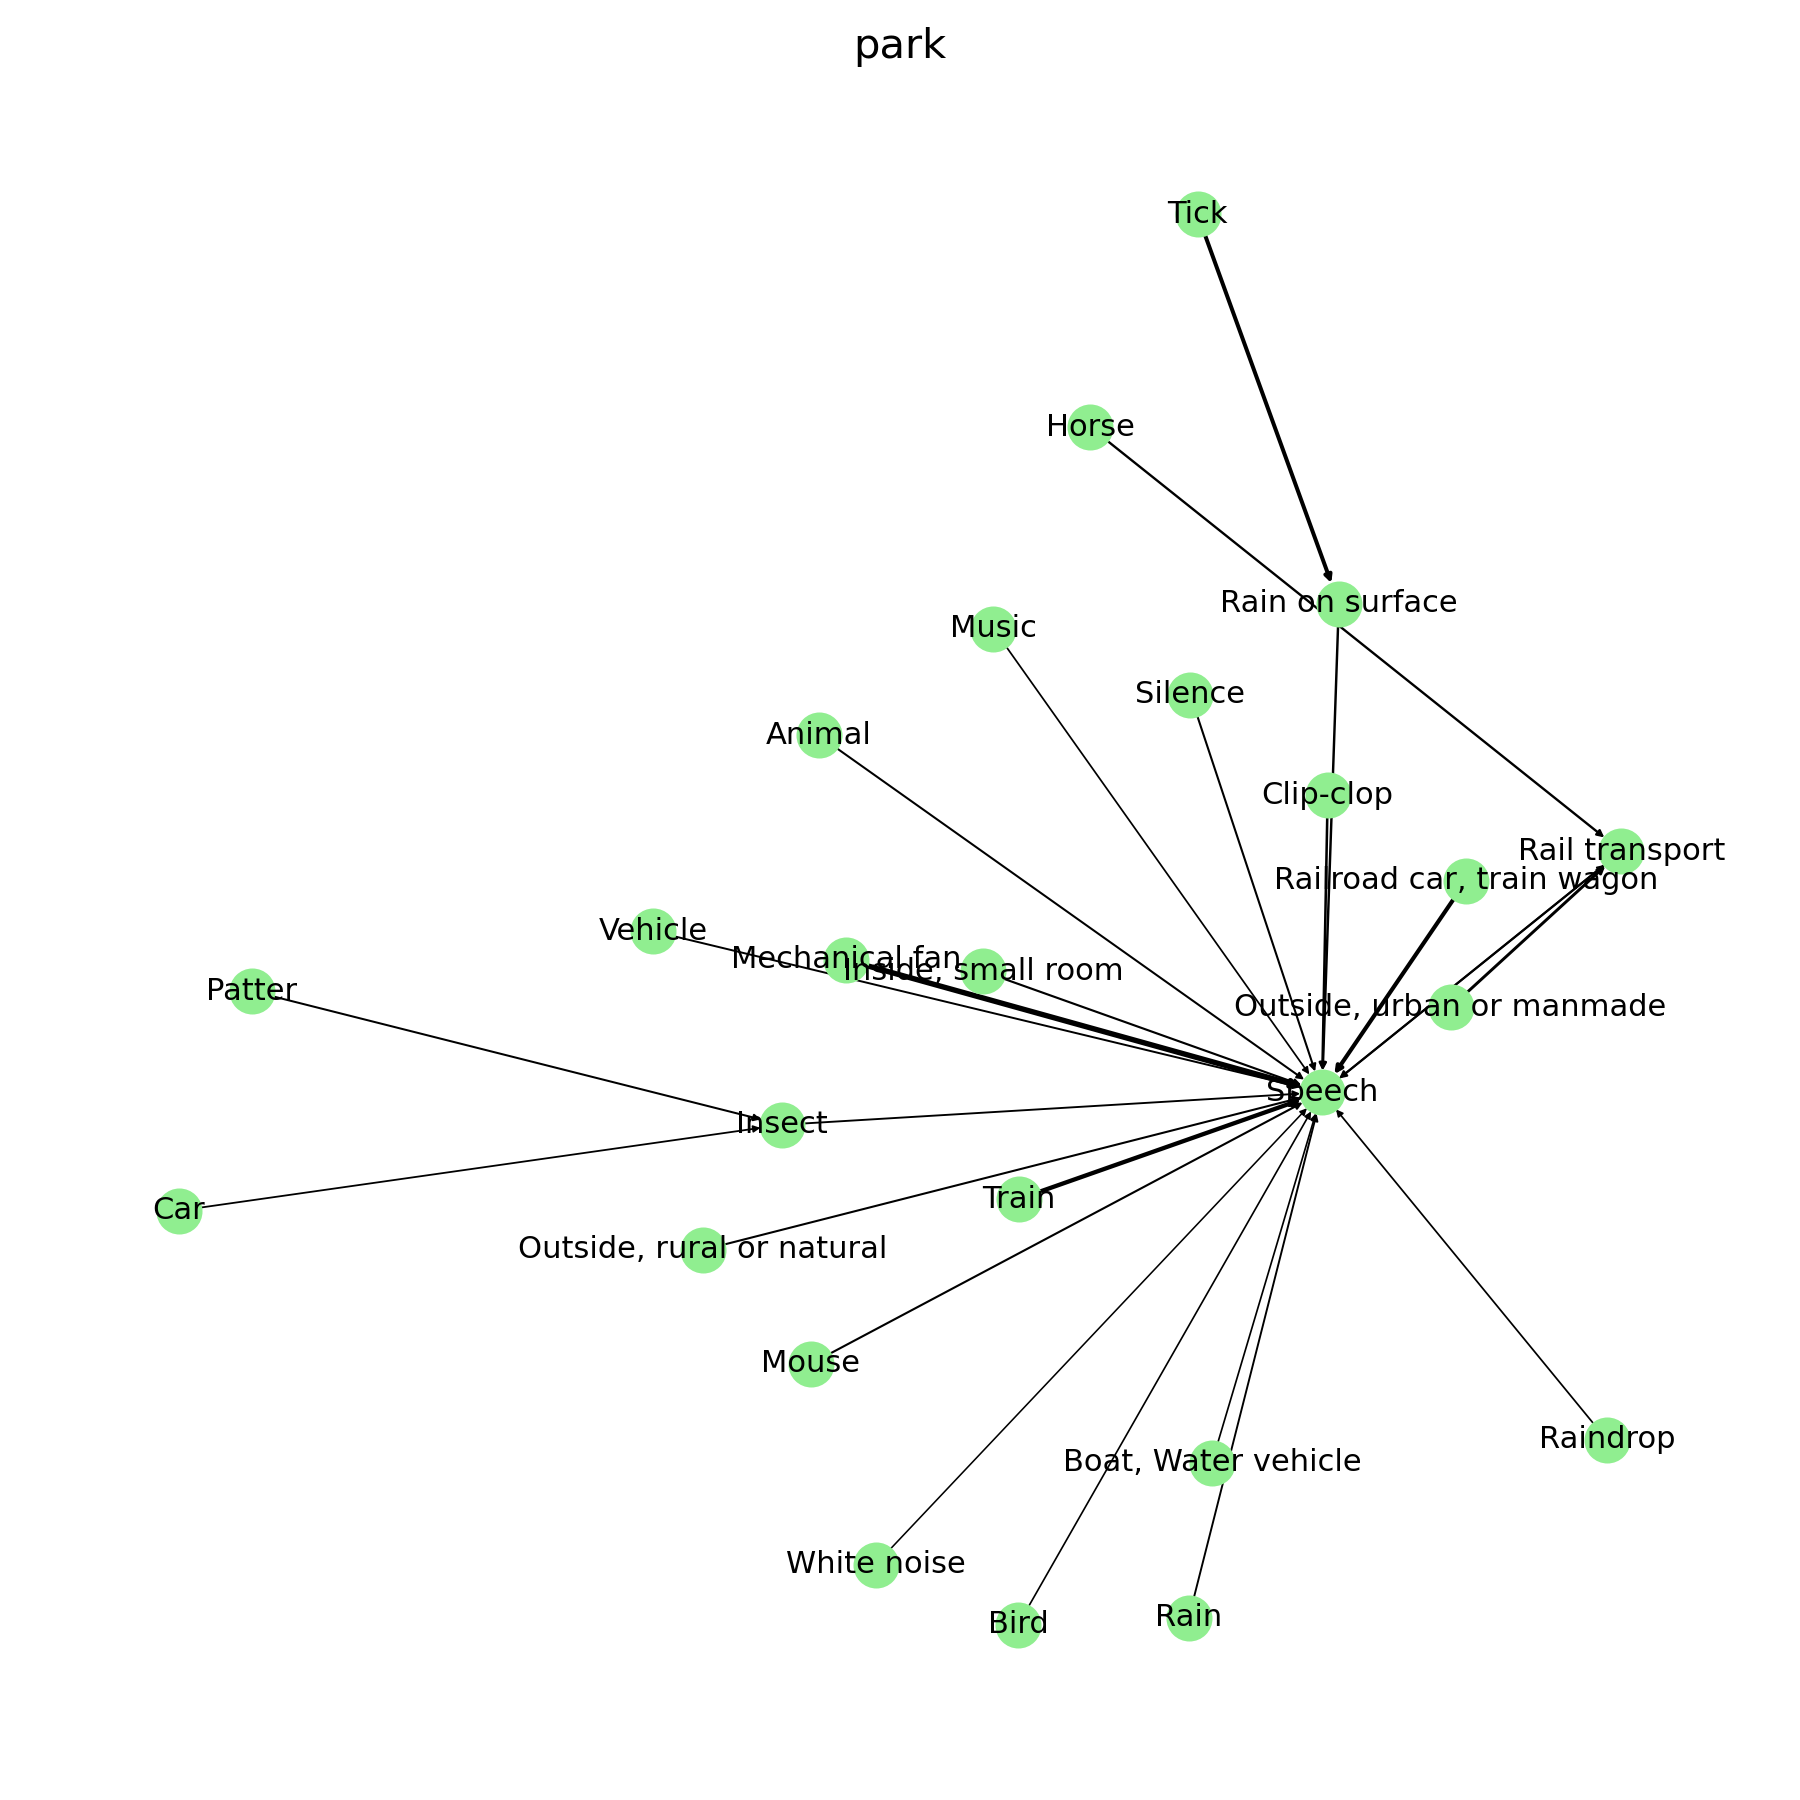 park
Tick
Horse
Rain on surface
Music
Silence
Animal
Clip-clop
Rail transport
Railroad car, train wagon
Vehicle
Mechanical fan
Inside, small room
Patter
Outside, urban or manmade
Speech
Insect
Train
Car
Outside, rural or natural
Mouse
Raindrop
Boat, Water vehicle
White noise
Rain
Bird